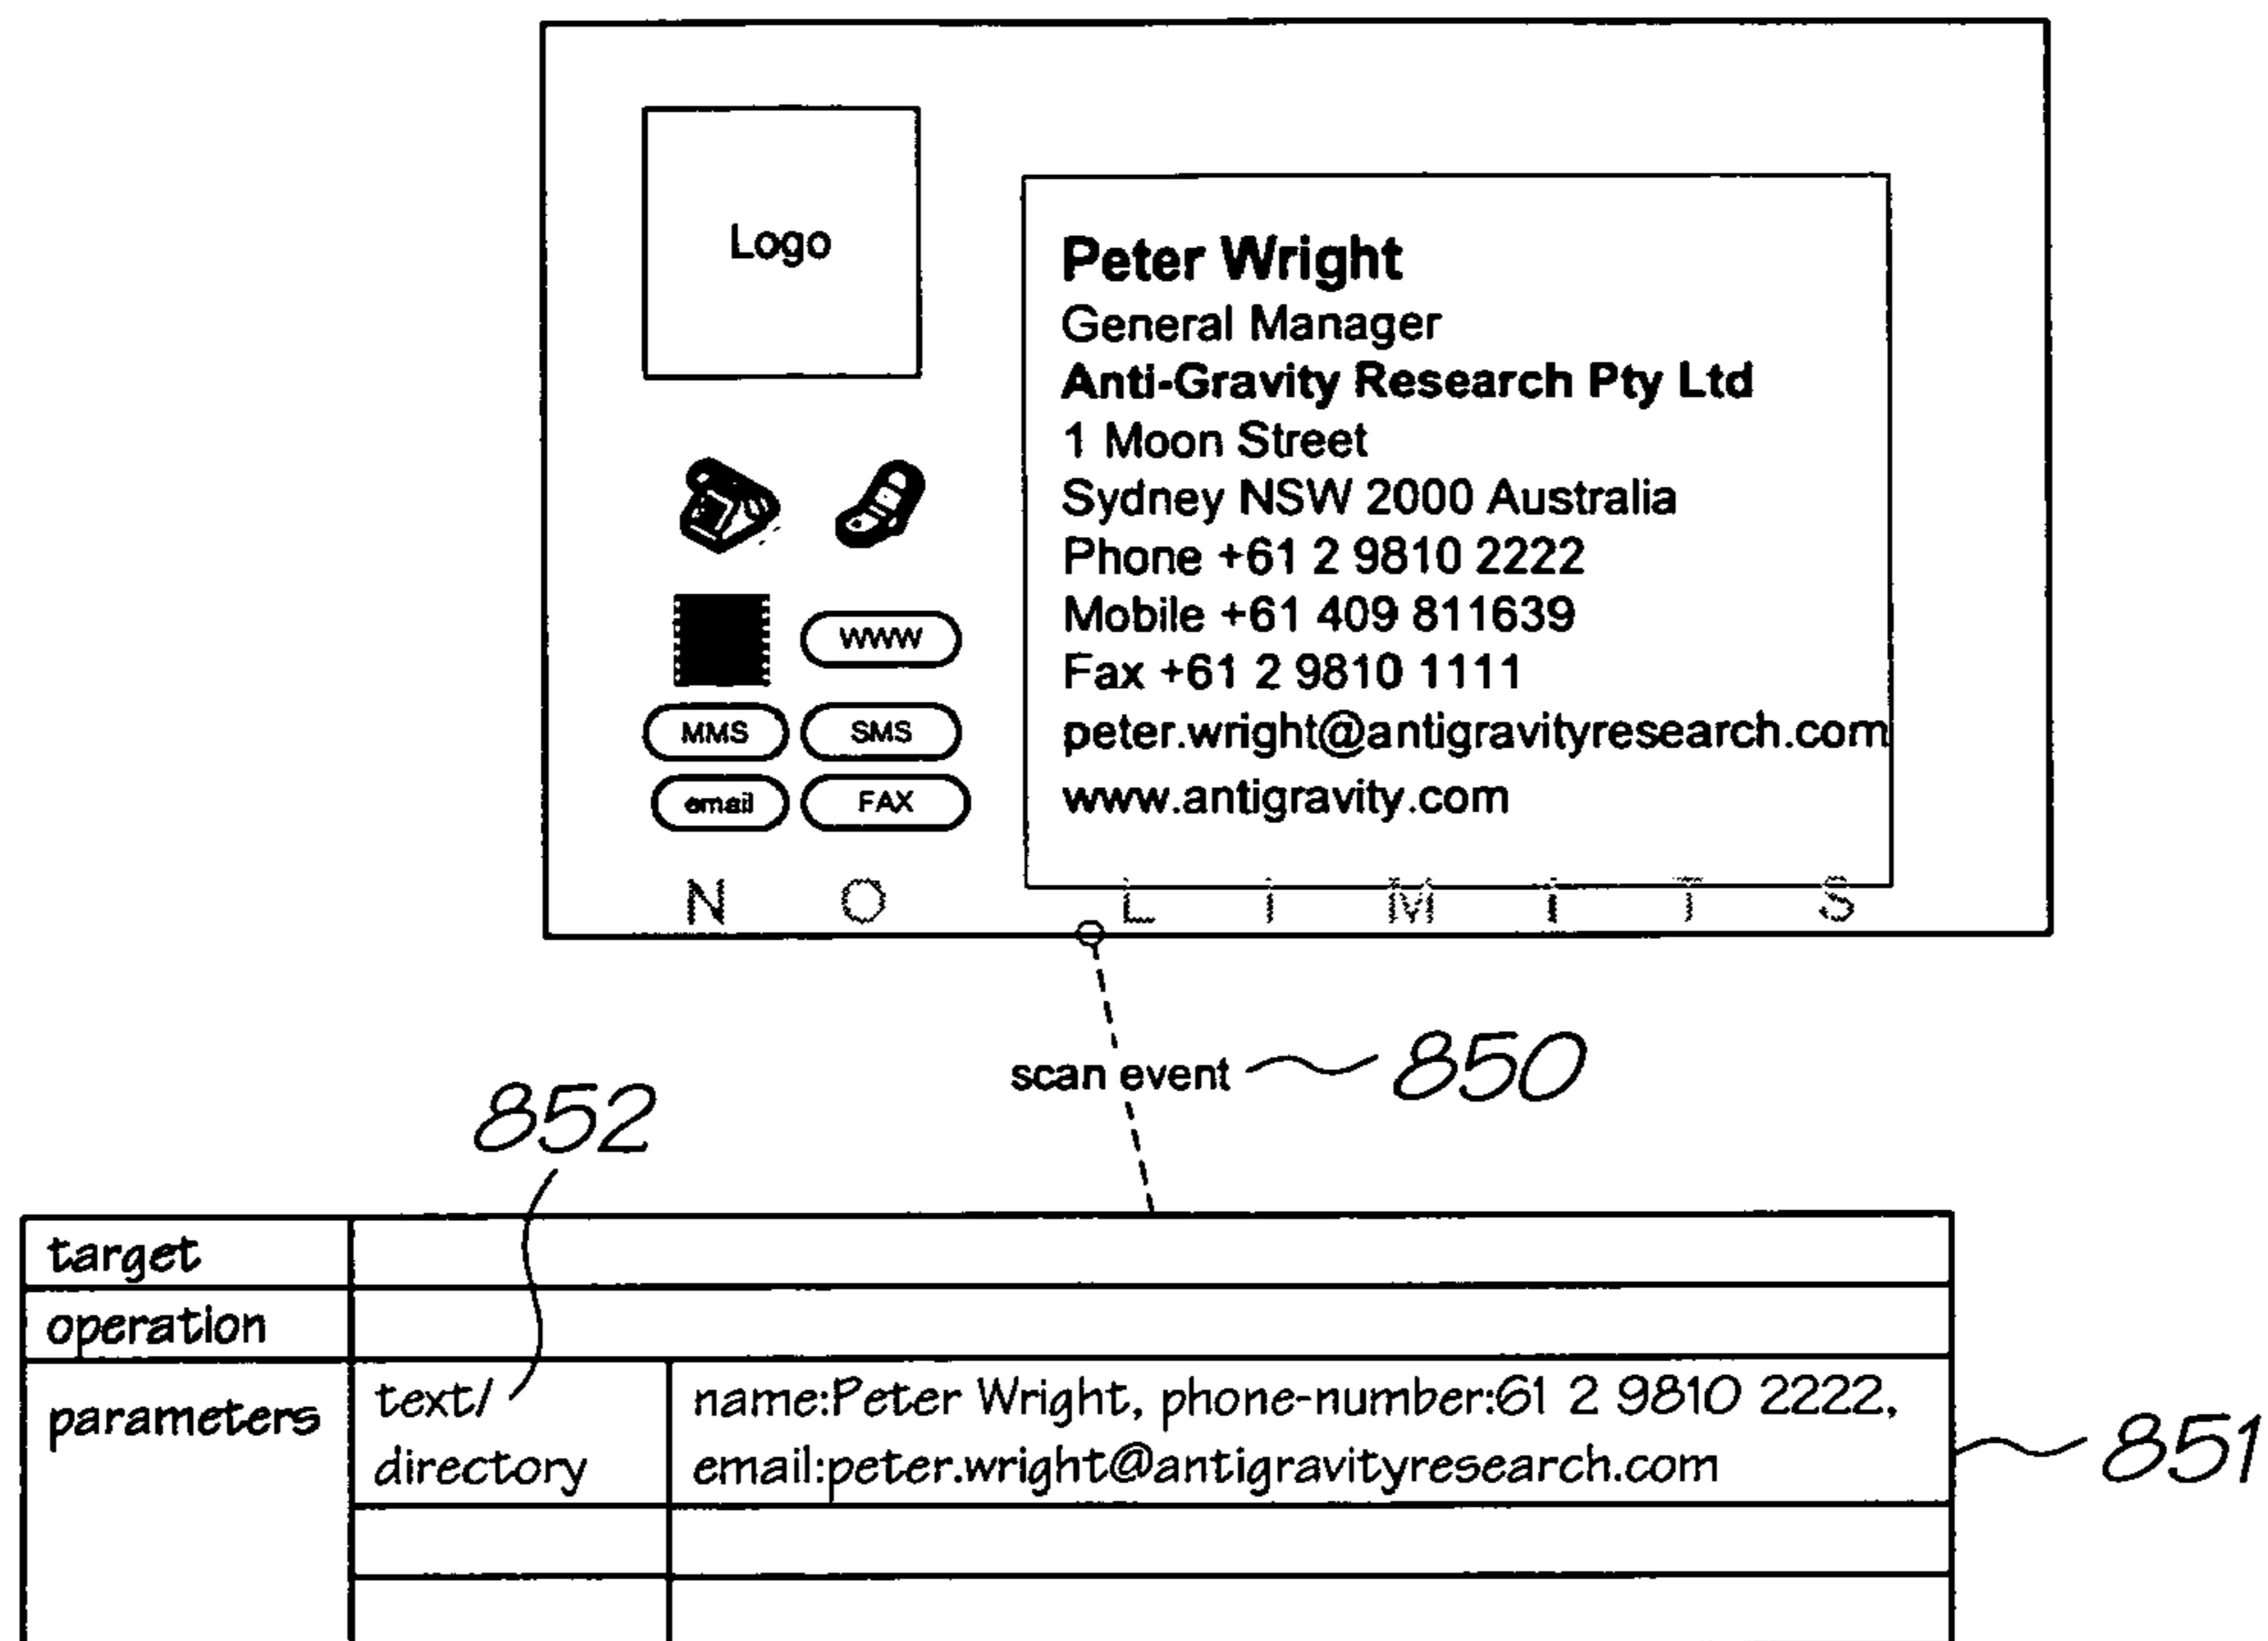 Logo
Peter Wright
General Manager
Anti-Gravity Research Pty Ltd
1 Moon Street
Sydney NSW 2000 Australia
Phone +61 2 9810 2222
Mobile +61 409 811639
Fax +61 2 9810 1111
peter.wright@antigravityresearch.com
www.antigravity.com
WWW
MMS SMS
email FAX
N O L I M I T S
scan event 850
852
target
operation
parameters text/ name:Peter Wright, phone-number:61 2 9810 2222,
directory email:peter.wright@antigravityresearch.com
851